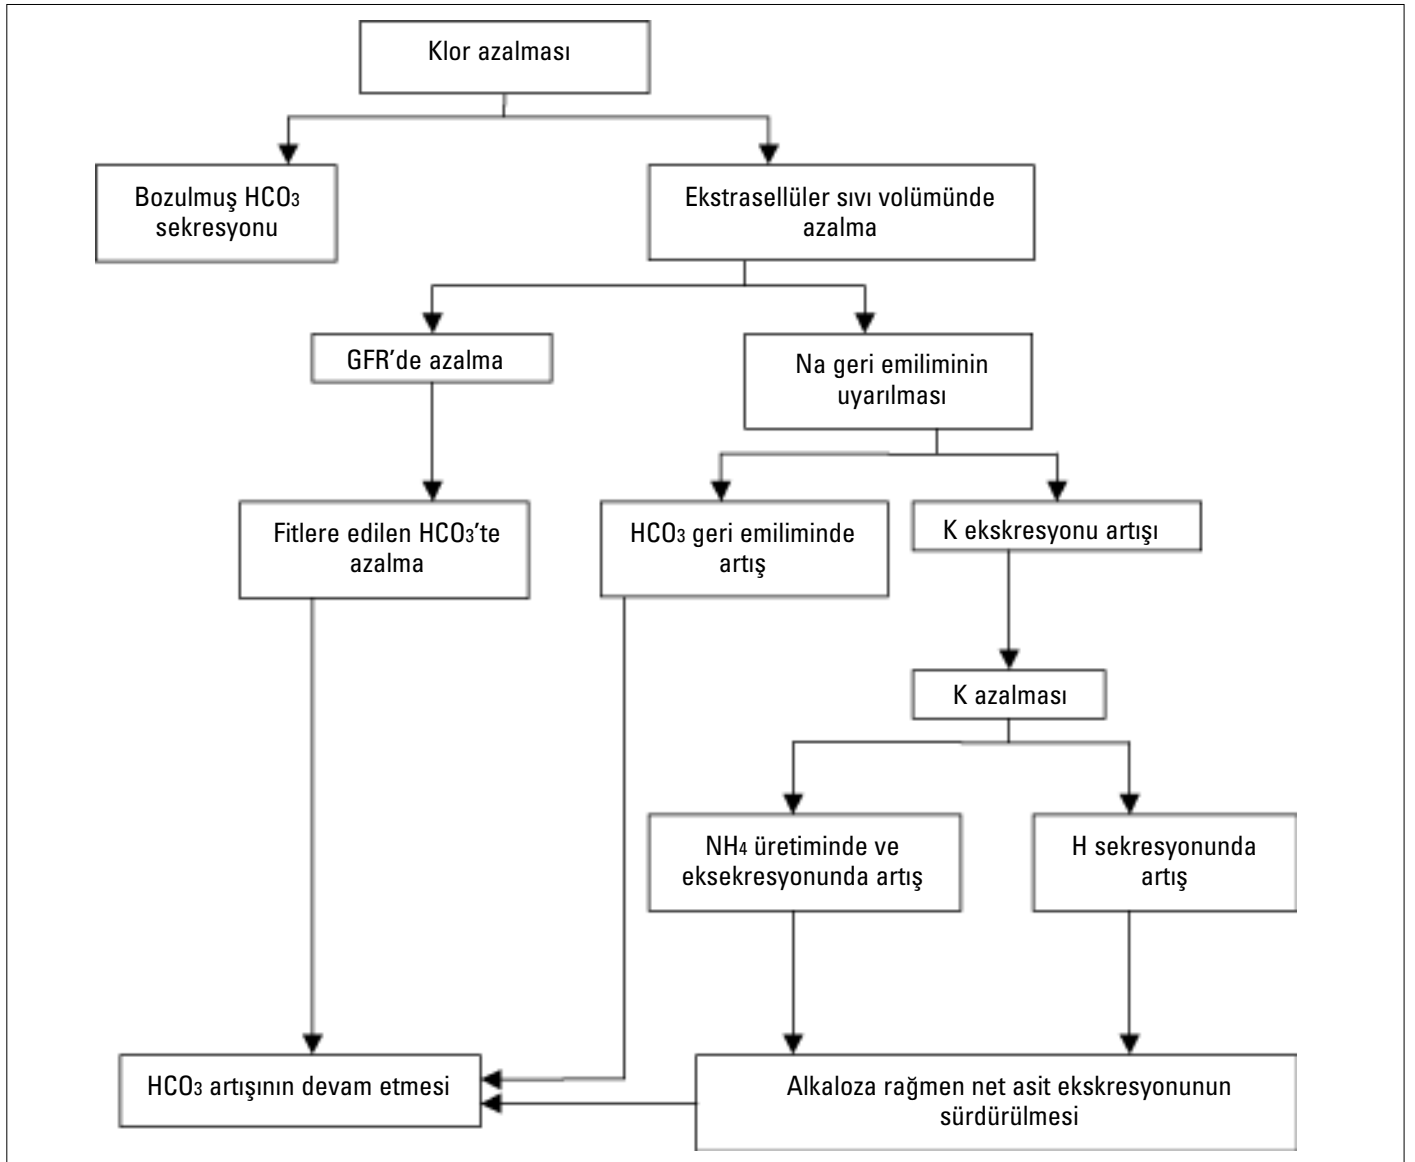 Klor azalması
Bozulmuş HCO3
sekresyonu
Ekstrasellüler sıvı volümünde
azalma
GFR’de azalma
Na geri emiliminin
uyarılması
Fitlere edilen HCO3’te
azalma
HCO3 geri emiliminde
artış
K ekskresyonu artışı
K azalması
NH4 üretiminde ve
eksekresyonunda artış
H sekresyonunda
artış
HCO3 artışının devam etmesi
Alkaloza rağmen net asit ekskresyonunun
sürdürülmesi